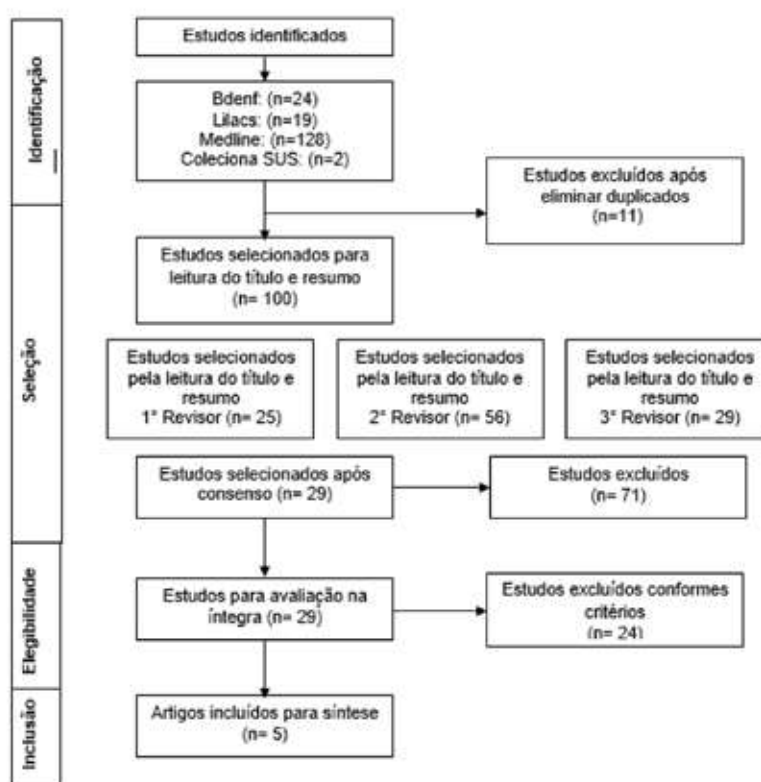 Identificação
Estudos identificados
Bdenf: (n=24)
Lilacs: (n=19)
Medline: (n=128)
Coleciona SUS: (n=2)
Estudos excluídos após
eliminar duplicados
(n=11)
Seleção
Estudos selecionados para
leitura do título e resumo
(n= 100)
Estudos selecionados
pela leitura do título e
resumo
1° Revisor (n= 25)
Estudos selecionados
pela leitura do título e
resumo
2° Revisor (n= 56)
Estudos selecionados
pela leitura do título e
resumo
3° Revisor (n= 29)
Estudos selecionados após
consenso (n= 29)
Estudos excluídos
(n= 71)
Elegibilidade
Estudos para avaliação na
íntegra (n= 29)
Estudos excluídos conformes
critérios
(n= 24)
Inclusão
Artigos incluídos para síntese
(n= 5)